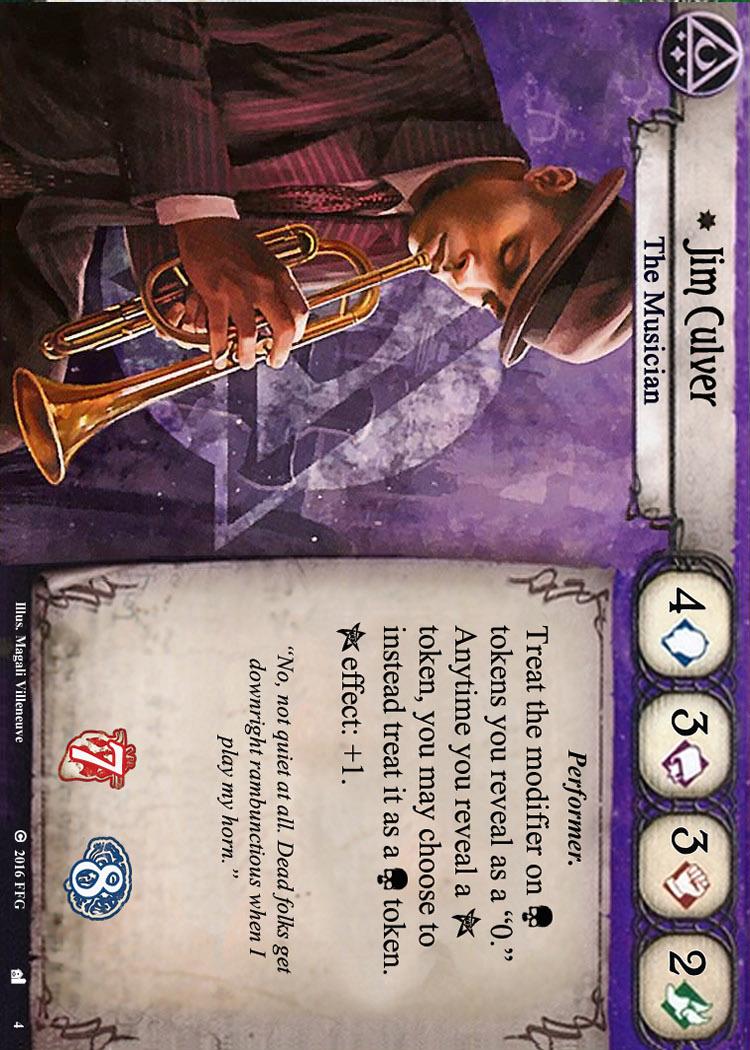 Jim Culver
The Musician
4 3 3 2
Performer.
Treat the modifier on
tokens you reveal as a “0.”
Anytime you reveal a
token, you may choose to
instead treat it as a token.
effect: +1.
“No, not quiet at all. Dead folks get
downright rambunctious when I
play my horn.”
7 8
Illus. Magali Villeneuve © 2016 FFG 4